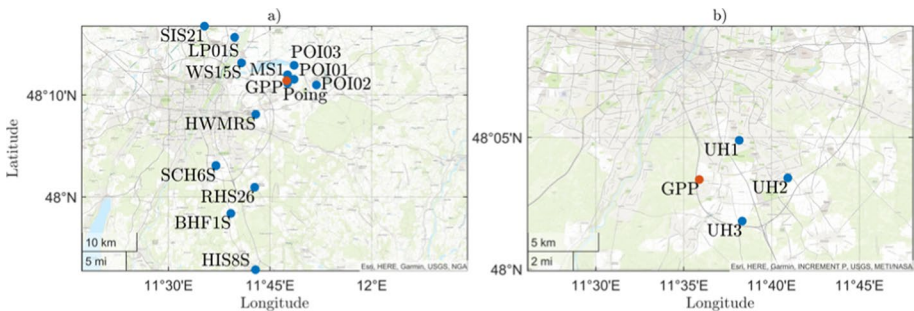 a)
SIS21
LP01S
POI03
WS15S
MS1
POI01
GPP
POI02
Poing
48°10'N
HWMRS
Latitude
SCH6S
48°N
RHS26
BHF1S
10 km
HIS8S
5 mi
Esri, HERE, Garmin, USGS, NGA
11°30'E
11°45'E
12°E
Longitude
b)
48°05'N
UH1
GPP
UH2
UH3
5 km
2 mi
Esri, HERE, Garmin, INCREMENT P, USGS, METI/NASA
48°N
11°30'E
11°35'E
11°40'E
11°45'E
Longitude